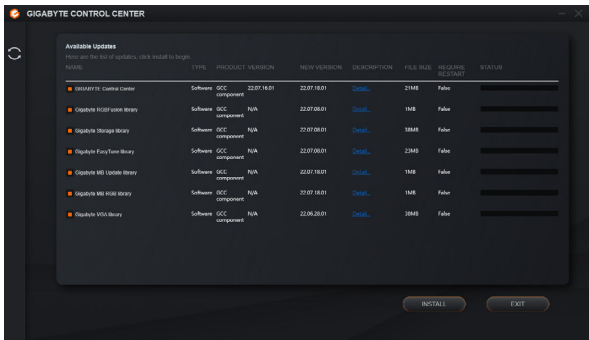 GIGABYTE CONTROL CENTER
Available Updates
Here are the list of updates, click install to begin.
NAME TYPE PRODUCT VERSION NEW VERSION DESCRIPTION FILE SIZE REQUIRE RESTART STATUS
GIGABYTE Control Center Software GCC component 22.07.16.01 22.07.18.01 Detail... 21MB False
Gigabyte RGBFusion library Software GCC component N/A 22.07.08.01 Detail... 1MB False
Gigabyte Storage library Software GCC component N/A 22.07.08.01 Detail... 38MB False
Gigabyte EasyTune library Software GCC component N/A 22.07.08.01 Detail... 23MB False
Gigabyte MB Update library Software GCC component N/A 22.07.18.01 Detail... 1MB False
Gigabyte MB RGB library Software GCC component N/A 22.07.18.01 Detail... 1MB False
Gigabyte VGA library Software GCC component N/A 22.06.28.01 Detail... 30MB False
INSTALL EXIT